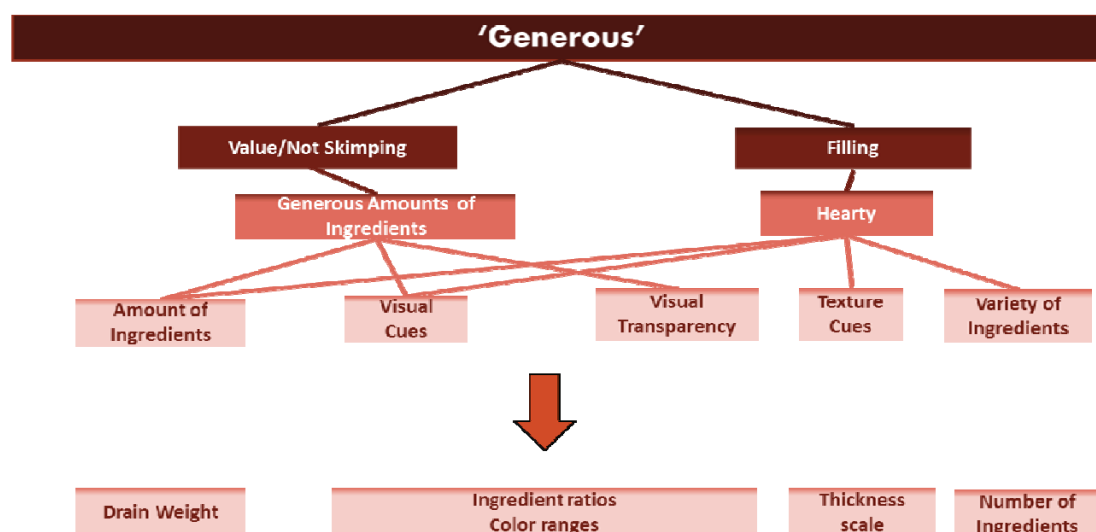 ‘Generous’
Value/Not Skimping
Filling
Generous Amounts of
Ingredients
Hearty
Amount of
Ingredients
Visual
Cues
Visual
Transparency
Texture
Cues
Variety of
Ingredients
Drain Weight
Ingredient ratios
Color ranges
Thickness
scale
Number of
Ingredients